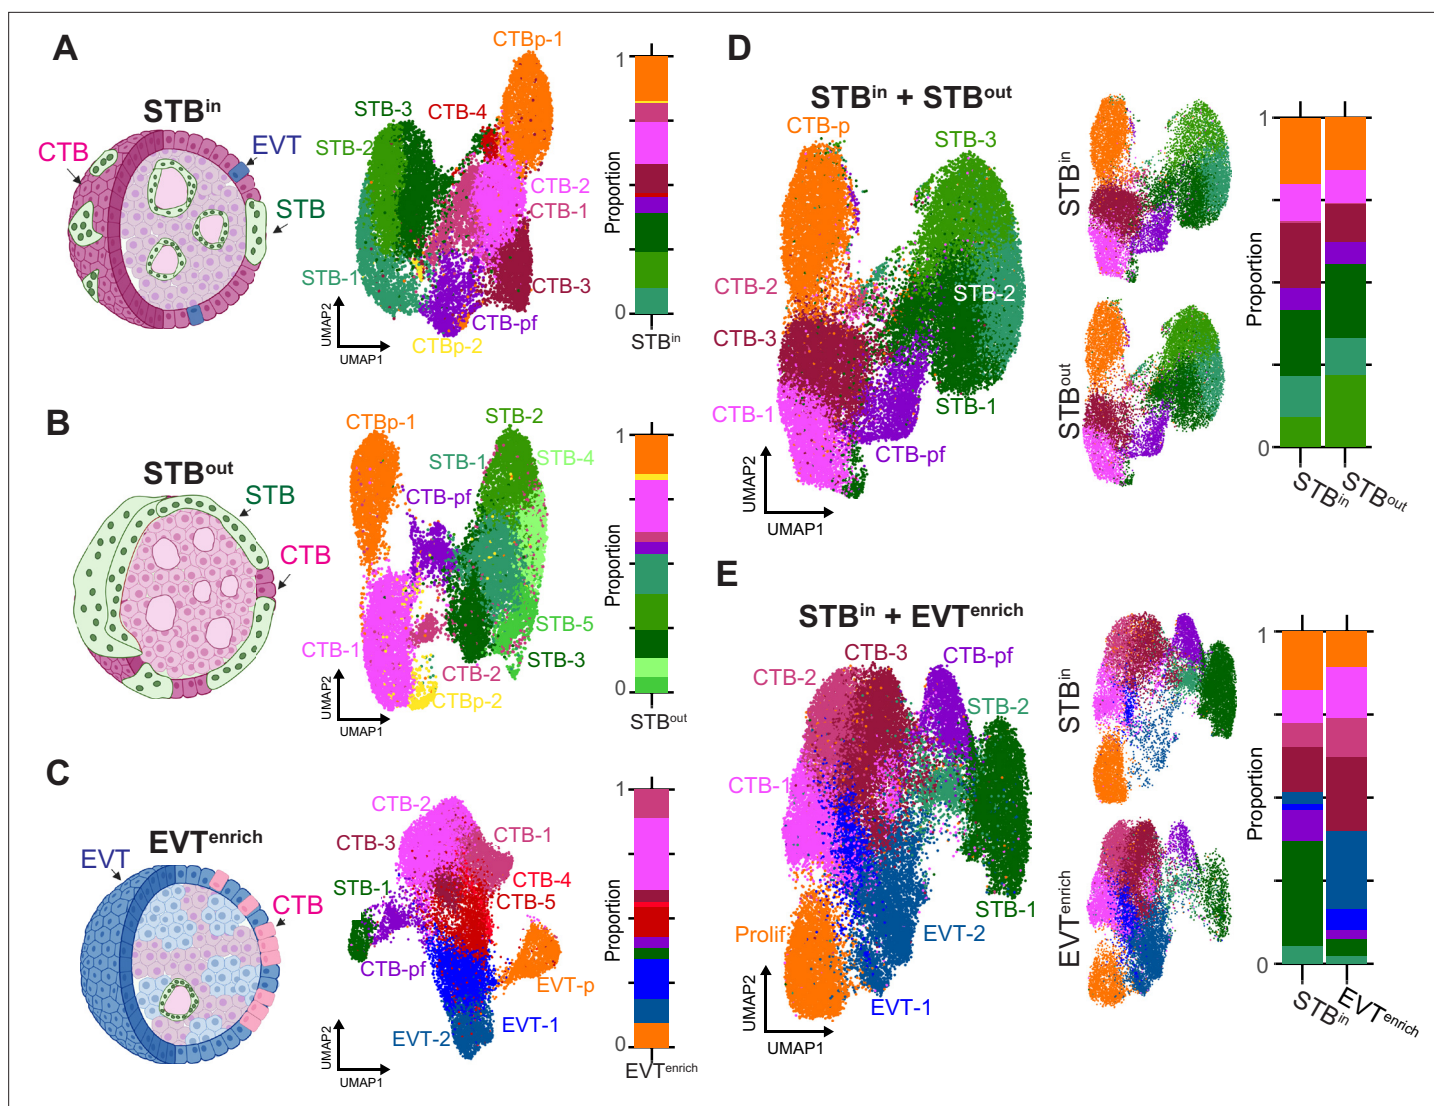 A
STBin
CTB
EVT
STB
CTBp-1
STB-3
CTB-4
STB-2
CTB-2
CTB-1
STB-1
CTB-3
CTB-pf
CTBp-2
UMAP2
UMAP1
1
Proportion
0
STBin
B
STBout
STB
CTB
CTBp-1
STB-2
STB-1
STB-4
CTB-pf
CTB-1
STB-5
CTB-2
STB-3
CTBp-2
UMAP2
UMAP1
1
Proportion
0
STBout
C
EVTenrich
EVT
CTB
CTB-2
CTB-3
CTB-1
STB-1
CTB-4
CTB-5
CTB-pf
EVT-p
EVT-1
EVT-2
UMAP2
UMAP1
1
Proportion
0
EVTenrich
D
STBin + STBout
CTB-p
STB-3
CTB-2
STB-2
CTB-3
CTB-1
STB-1
CTB-pf
UMAP2
UMAP1
STBin
STBout
1
Proportion
0
STBin
STBout
E
STBin + EVTenrich
CTB-3
CTB-pf
CTB-2
STB-2
CTB-1
STB-1
Prolif
EVT-2
EVT-1
UMAP2
UMAP1
STBin
EVTenrich
1
Proportion
0
STBin
EVTenrich